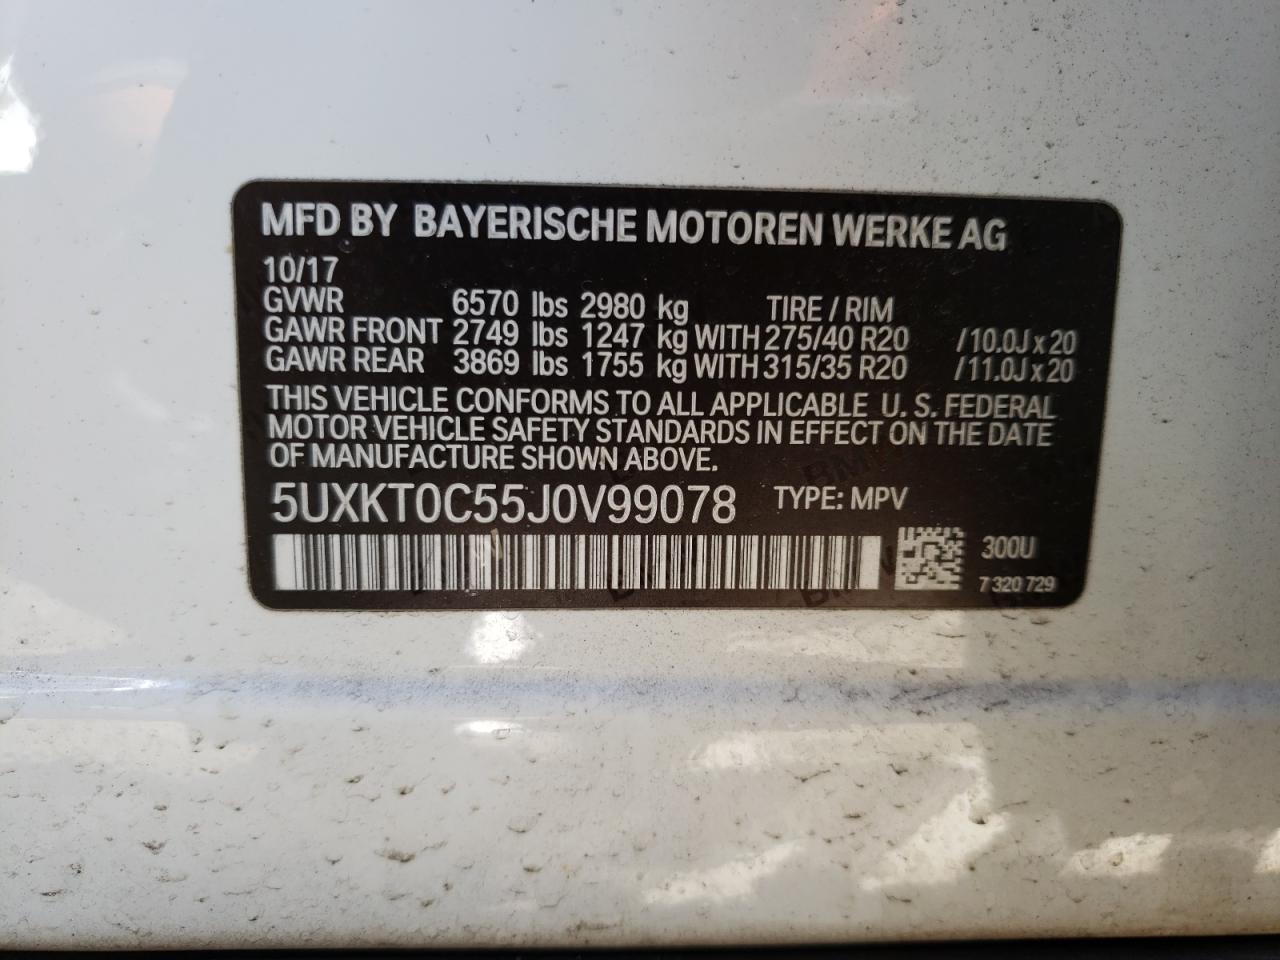 MFD BY BAYERISCHE MOTOREN WERKE AG
10/17
GVWR 6570 lbs 2980 kg TIRE / RIM
GAWR FRONT 2749 lbs 1247 kg WITH 275/40 R20 /10.0J x 20
GAWR REAR 3869 lbs 1755 kg WITH 315/35 R20 /11.0J x 20
THIS VEHICLE CONFORMS TO ALL APPLICABLE U. S. FEDERAL
MOTOR VEHICLE SAFETY STANDARDS IN EFFECT ON THE DATE
OF MANUFACTURE SHOWN ABOVE.
5UXKT0C55J0V99078 TYPE: MPV
300U
7 320 729